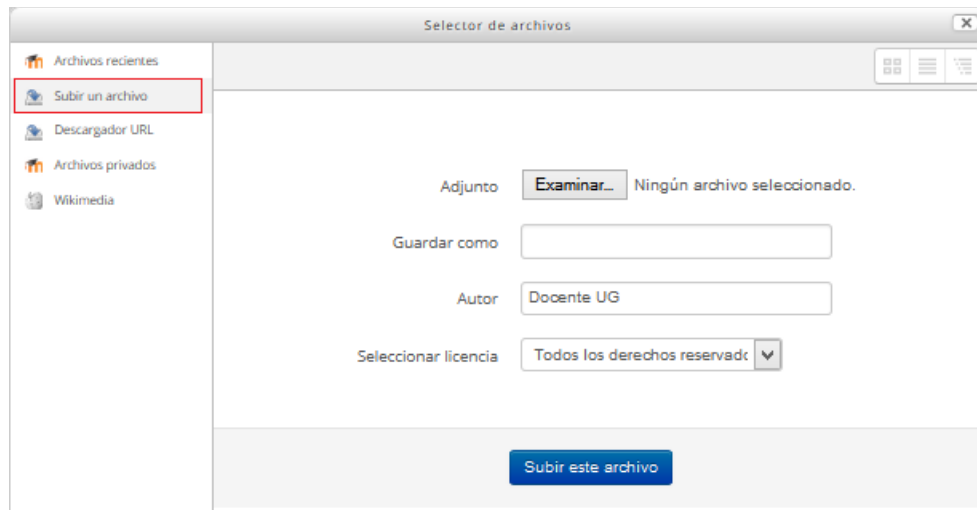 Selector de archivos
Archivos recientes
Subir un archivo
Descargador URL
Archivos privados
Wikimedia
Adjunto Examinar... Ningún archivo seleccionado.
Guardar como
Autor Docente UG
Seleccionar licencia Todos los derechos reservado
Subir este archivo